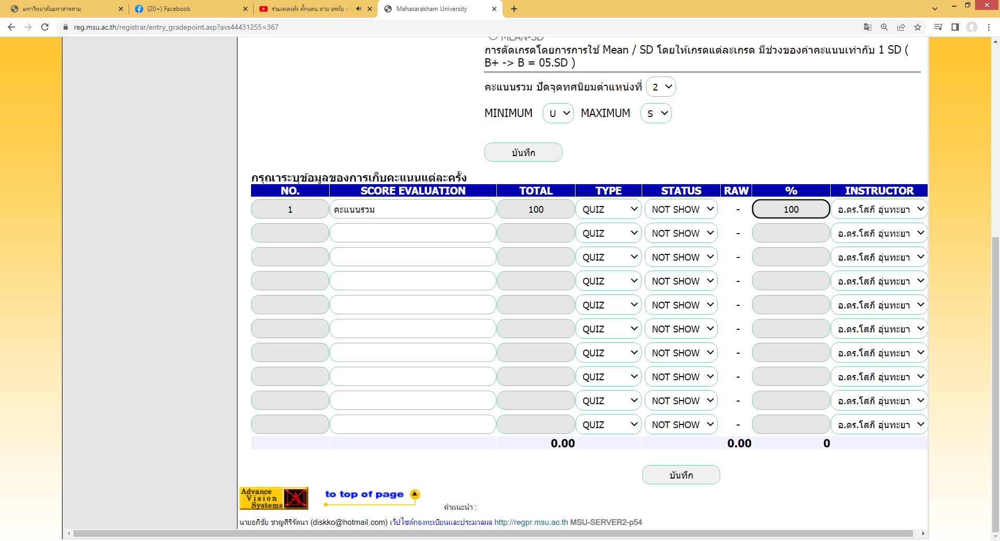 มหาวิทยาลัยมหาสารคาม
(20+) Facebook
ร่วมเพลงดัง ตั๊กแตน ต่าย อรทัย -
Mahasarakham University
reg.msu.ac.th/registrar/entry_gradepoint.asp?avs44431255=367
MEAN-SD
การตัดเกรดโดยการการใช้ Mean / SD โดยให้เกรดแต่ละเกรด มีช่วงของค่าคะแนนเท่ากับ 1 SD (
B+ -> B = 05.SD )
คะแนนรวม ปัดจุดทศนิยมตำแหน่งที่ 2
MINIMUM U MAXIMUM S
บันทึก
กรุณาระบุข้อมูลของการเก็บคะแนนแต่ละครั้ง
NO. SCORE EVALUATION TOTAL TYPE STATUS RAW % INSTRUCTOR
1 คะแนนรวม 100 QUIZ NOT SHOW - 100 อ.ดร.โสภี อุ่นทะยา
QUIZ NOT SHOW - อ.ดร.โสภี อุ่นทะยา
QUIZ NOT SHOW - อ.ดร.โสภี อุ่นทะยา
QUIZ NOT SHOW - อ.ดร.โสภี อุ่นทะยา
QUIZ NOT SHOW - อ.ดร.โสภี อุ่นทะยา
QUIZ NOT SHOW - อ.ดร.โสภี อุ่นทะยา
QUIZ NOT SHOW - อ.ดร.โสภี อุ่นทะยา
QUIZ NOT SHOW - อ.ดร.โสภี อุ่นทะยา
QUIZ NOT SHOW - อ.ดร.โสภี อุ่นทะยา
QUIZ NOT SHOW - อ.ดร.โสภี อุ่นทะยา
0.00 0.00 0
บันทึก
Advance
Vision
Systems
to top of page
คำแนะนำ :
นายอภิชัย ชาญศิริรัตนา (diskko@hotmail.com) เว็บไซต์กองทะเบียนและประมวลผล http://regpr.msu.ac.th MSU-SERVER2-p54